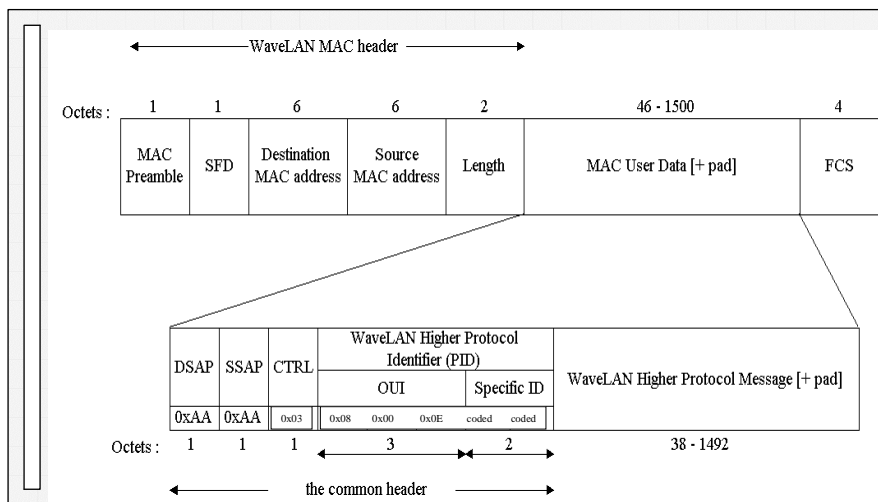 WaveLAN MAC header
Octets : 1 1 6 6 2 46 - 1500 4
MAC Preamble
SFD
Destination MAC address
Source MAC address
Length
MAC User Data [+ pad]
FCS
DSAP
SSAP
CTRL
WaveLAN Higher Protocol
Identifier (PID)
OUI
Specific ID
WaveLAN Higher Protocol Message [+ pad]
0xAA 0xAA 0x03 0x08 0x00 0x0E coded coded
Octets : 1 1 1 3 2 38 - 1492
the common header